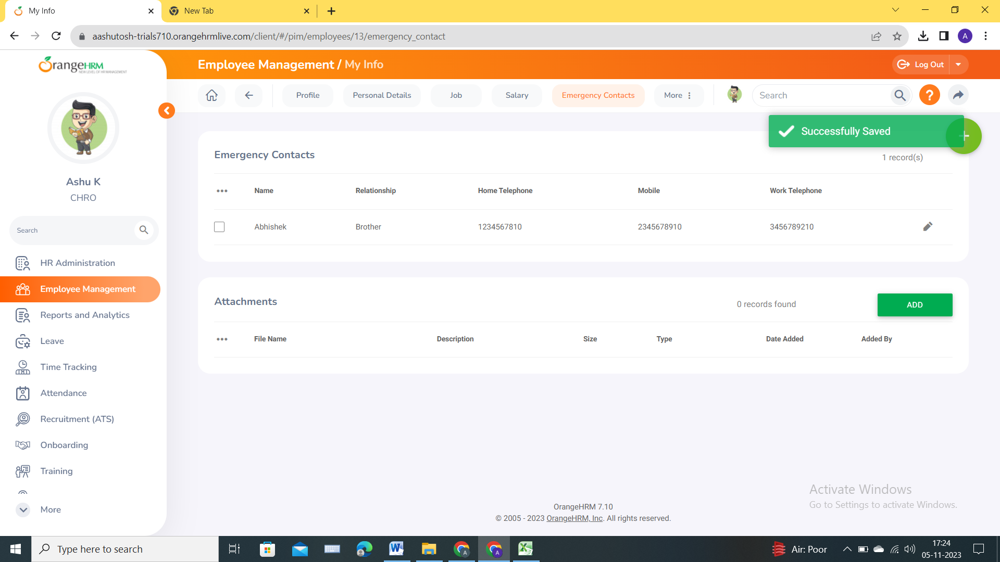 My Info
New Tab
aashutosh-trials710.orangehrmlive.com/client/#/pim/employees/13/emergency_contact
A
OrangeHRM
NEW LEVEL OF HR MANAGEMENT
Employee Management / My Info
Log Out
Profile
Personal Details
Job
Salary
Emergency Contacts
More
Search
?
Successfully Saved
Ashu K
CHRO
Search
HR Administration
Employee Management
Reports and Analytics
Leave
Time Tracking
Attendance
Recruitment (ATS)
Onboarding
Training
More
Emergency Contacts
1 record(s)
Name Relationship Home Telephone Mobile Work Telephone
Abhishek Brother 1234567810 2345678910 3456789210
Attachments
0 records found
ADD
File Name Description Size Type Date Added Added By
Activate Windows
Go to Settings to activate Windows.
OrangeHRM 7.10
© 2005 - 2023 OrangeHRM, Inc. All rights reserved.
Type here to search
Air: Poor
17:24
05-11-2023